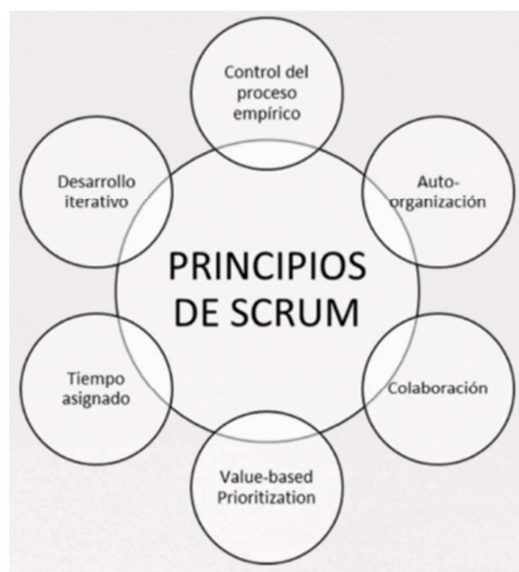 Control del
proceso
empírico
Auto-
organización
Colaboración
Value-based
Prioritization
Tiempo
asignado
Desarrollo
iterativo
PRINCIPIOS
DE SCRUM